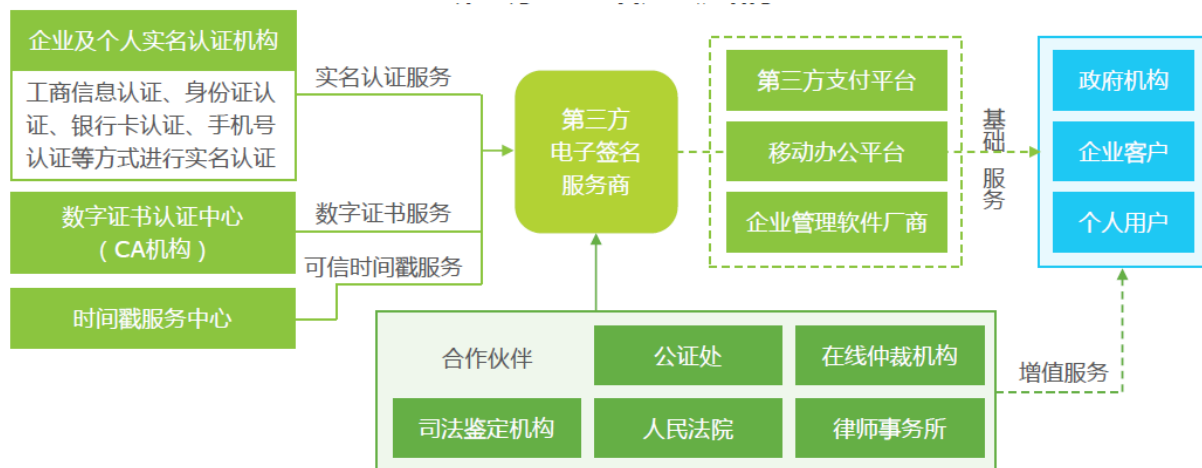 企业及个人实名认证机构
工商信息认证、身份证认
证、银行卡认证、手机号
认证等方式进行实名认证
数字证书认证中心
（CA机构）
时间戳服务中心
实名认证服务
数字证书服务
可信时间戳服务
第三方
电子签名
服务商
第三方支付平台
移动办公平台
企业管理软件厂商
基础服务
政府机构
企业客户
个人用户
合作伙伴
公证处
在线仲裁机构
司法鉴定机构
人民法院
律师事务所
增值服务